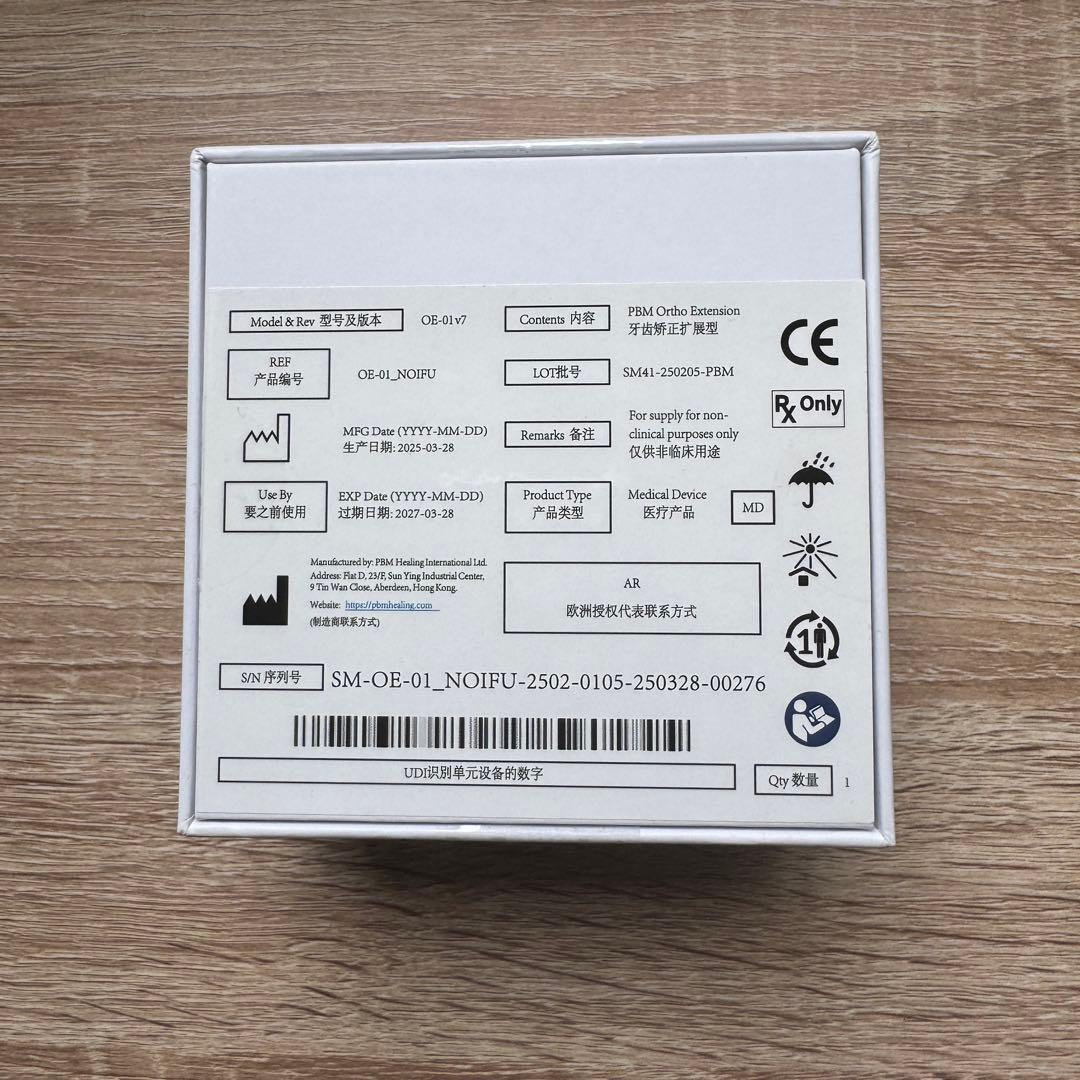 Model & Rev 型号及版本
OE-01v7
Contents 内容
PBM Ortho Extension
牙齿矫正扩展型
CE
REF
产品编号
OE-01_NOIFU
LOT批号
SM41-250205-PBM
Rx Only
MFG Date (YYYY-MM-DD)
生产日期: 2025-03-28
Remarks 备注
For supply for non-
clinical purposes only
仅供非临床用途
Use By
要之前使用
EXP Date (YYYY-MM-DD)
过期日期: 2027-03-28
Product Type
产品类型
Medical Device
医疗产品
MD
Manufactured by: PBM Healing International Ltd.
Address: Flat D, 23/F, Sun Ying Industrial Center,
9 Tin Wan Close, Aberdeen, Hong Kong.
Website: https://pbmhealing.com
(制造商联系方式)
AR
欧洲授权代表联系方式
1
S/N 序列号
SM-OE-01_NOIFU-2502-0105-250328-00276
UDI识别单元设备的数字
Qty 数量
1